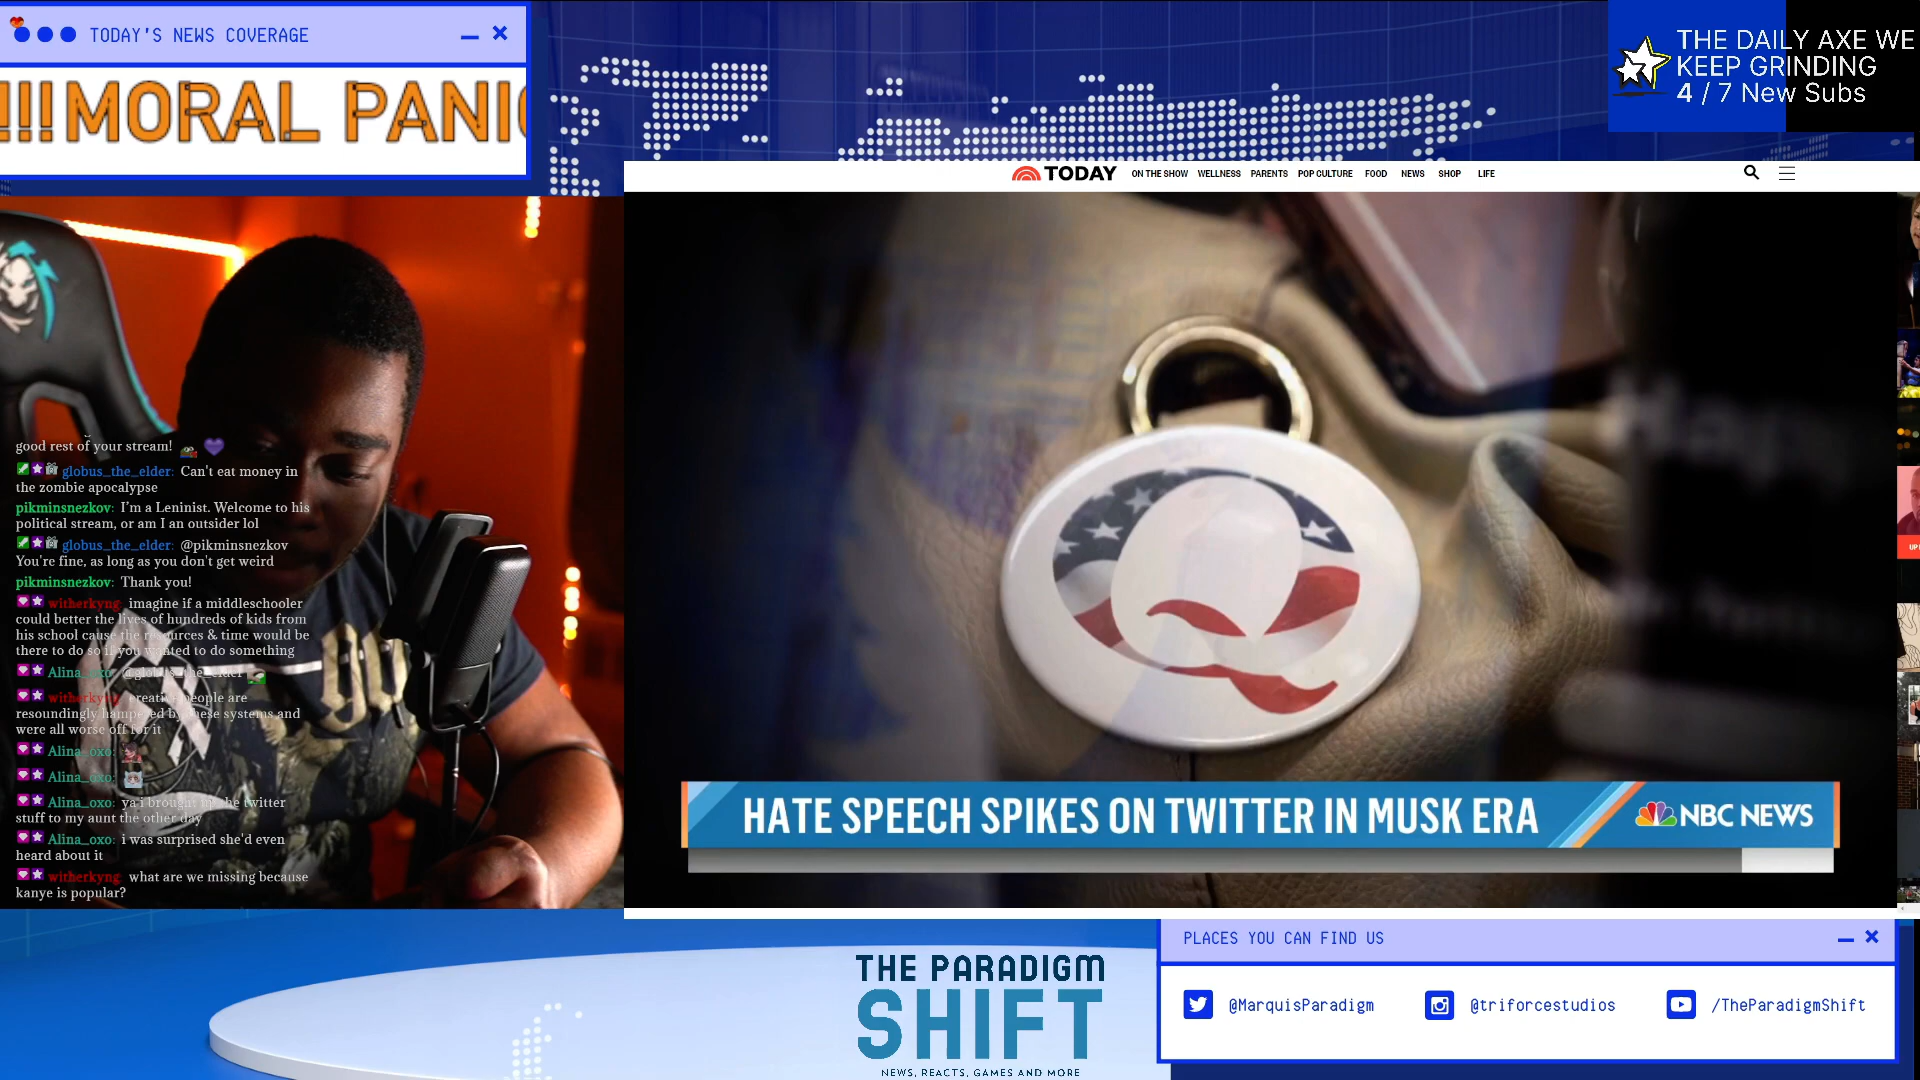 TODAY'S NEWS COVERAGE
!!!MORAL PANIC
THE DAILY AXE WE
KEEP GRINDING
4 / 7 New Subs
TODAY
ON THE SHOW WELLNESS PARENTS POP CULTURE FOOD NEWS SHOP LIFE
good rest of your stream!
globus_the_elder: Can't eat money in
the zombie apocalypse
pikminsnezkov: I'm a Leninist. Welcome to his
political stream, or am I an outsider lol
globus_the_elder: @pikminsnezkov
You're fine, as long as you don't get weird
pikminsnezkov: Thank you!
witherkyng: imagine if a middleschooler
could better the lives of hundreds of kids from
his school cause the resources & time would be
there to do so if you wanted to do something
Alina_oxo: @globus_the_elder
witherkyng: creative people are
resoundingly hampered by these systems and
were all worse off for it
Alina_oxo:
Alina_oxo:
Alina_oxo: ya i brought up the twitter
stuff to my aunt the other day
Alina_oxo: i was surprised she'd even
heard about it
witherkyng: what are we missing because
kanye is popular?
Q
HATE SPEECH SPIKES ON TWITTER IN MUSK ERA
NBC NEWS
THE PARADIGM
SHIFT
NEWS, REACTS, GAMES AND MORE
PLACES YOU CAN FIND US
@MarquisParadigm @triforcestudios /TheParadigmShift